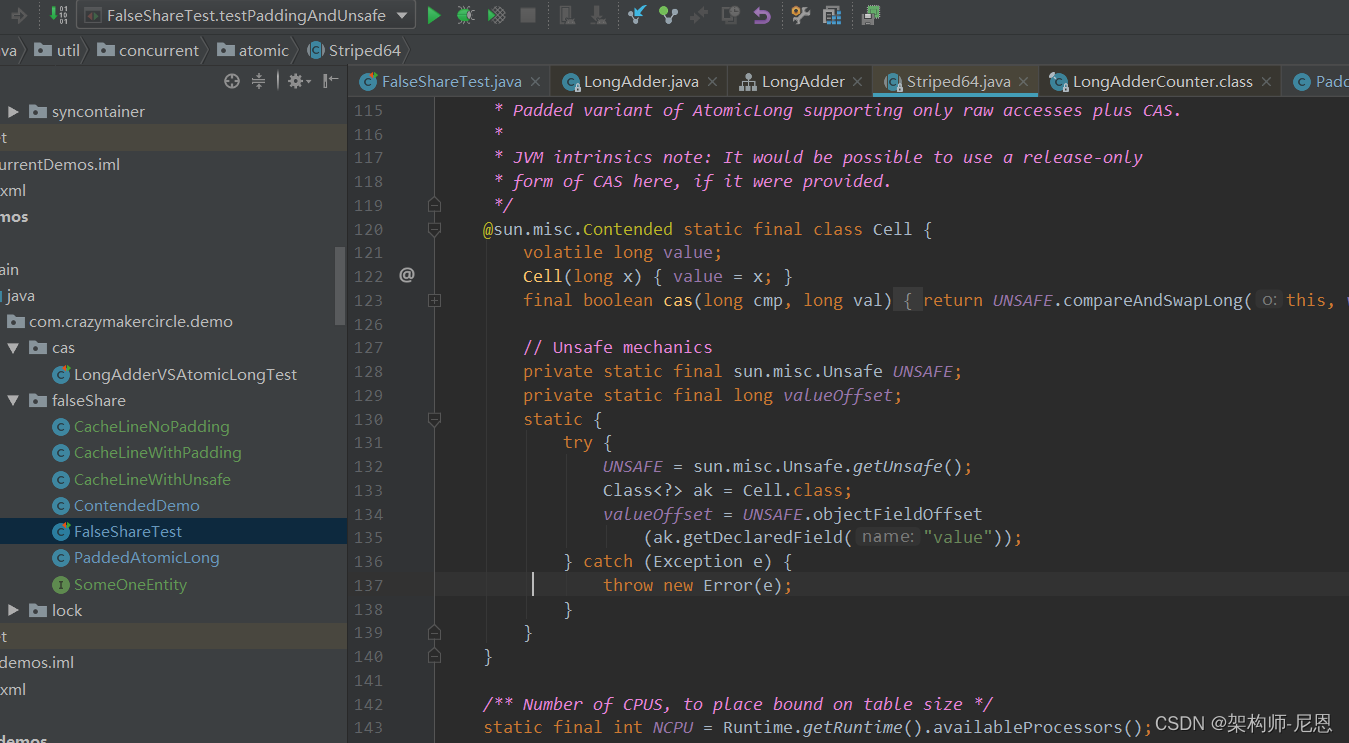 FalseShareTest.testPaddingAndUnsafe
va util concurrent atomic Striped64
FalseShareTest.java LongAdder.java LongAdder Striped64.java LongAdderCounter.class Padd
syncontainer
t
urrentDemos.iml
xml
mos
ain
java
com.crazymakercircle.demo
cas
LongAdderVSAtomicLongTest
falseShare
CacheLineNoPadding
CacheLineWithPadding
CacheLineWithUnsafe
ContendedDemo
FalseShareTest
PaddedAtomicLong
SomeOneEntity
lock
t
demos.iml
xml
demos
115 * Padded variant of AtomicLong supporting only raw accesses plus CAS.
116 *
117 * JVM intrinsics note: It would be possible to use a release-only
118 * form of CAS here, if it were provided.
119 */
120 @sun.misc.Contended static final class Cell {
121 volatile long value;
122 @ Cell(long x) { value = x; }
123 final boolean cas(long cmp, long val) { return UNSAFE.compareAndSwapLong( o: this, v
126
127 // Unsafe mechanics
128 private static final sun.misc.Unsafe UNSAFE;
129 private static final long valueOffset;
130 static {
131 try {
132 UNSAFE = sun.misc.Unsafe.getUnsafe();
133 Class<?> ak = Cell.class;
134 valueOffset = UNSAFE.objectFieldOffset
135 (ak.getDeclaredField( name: "value"));
136 } catch (Exception e) {
137 throw new Error(e);
138 }
139 }
140 }
141
142 /** Number of CPUS, to place bound on table size */
143 static final int NCPU = Runtime.getRuntime().availableProcessors();
CSDN @架构师-尼恩